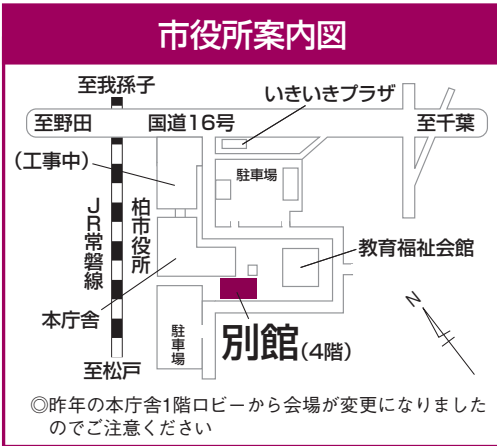 市役所案内図
至我孫子
いきいきプラザ
至野田
国道16号
至千葉
(工事中)
駐車場
JR常磐線
柏市役所
教育福祉会館
本庁舎
駐車場
別館(4階)
N
至松戸
◎昨年の本庁舎1階ロビーから会場が変更になりました
のでご注意ください